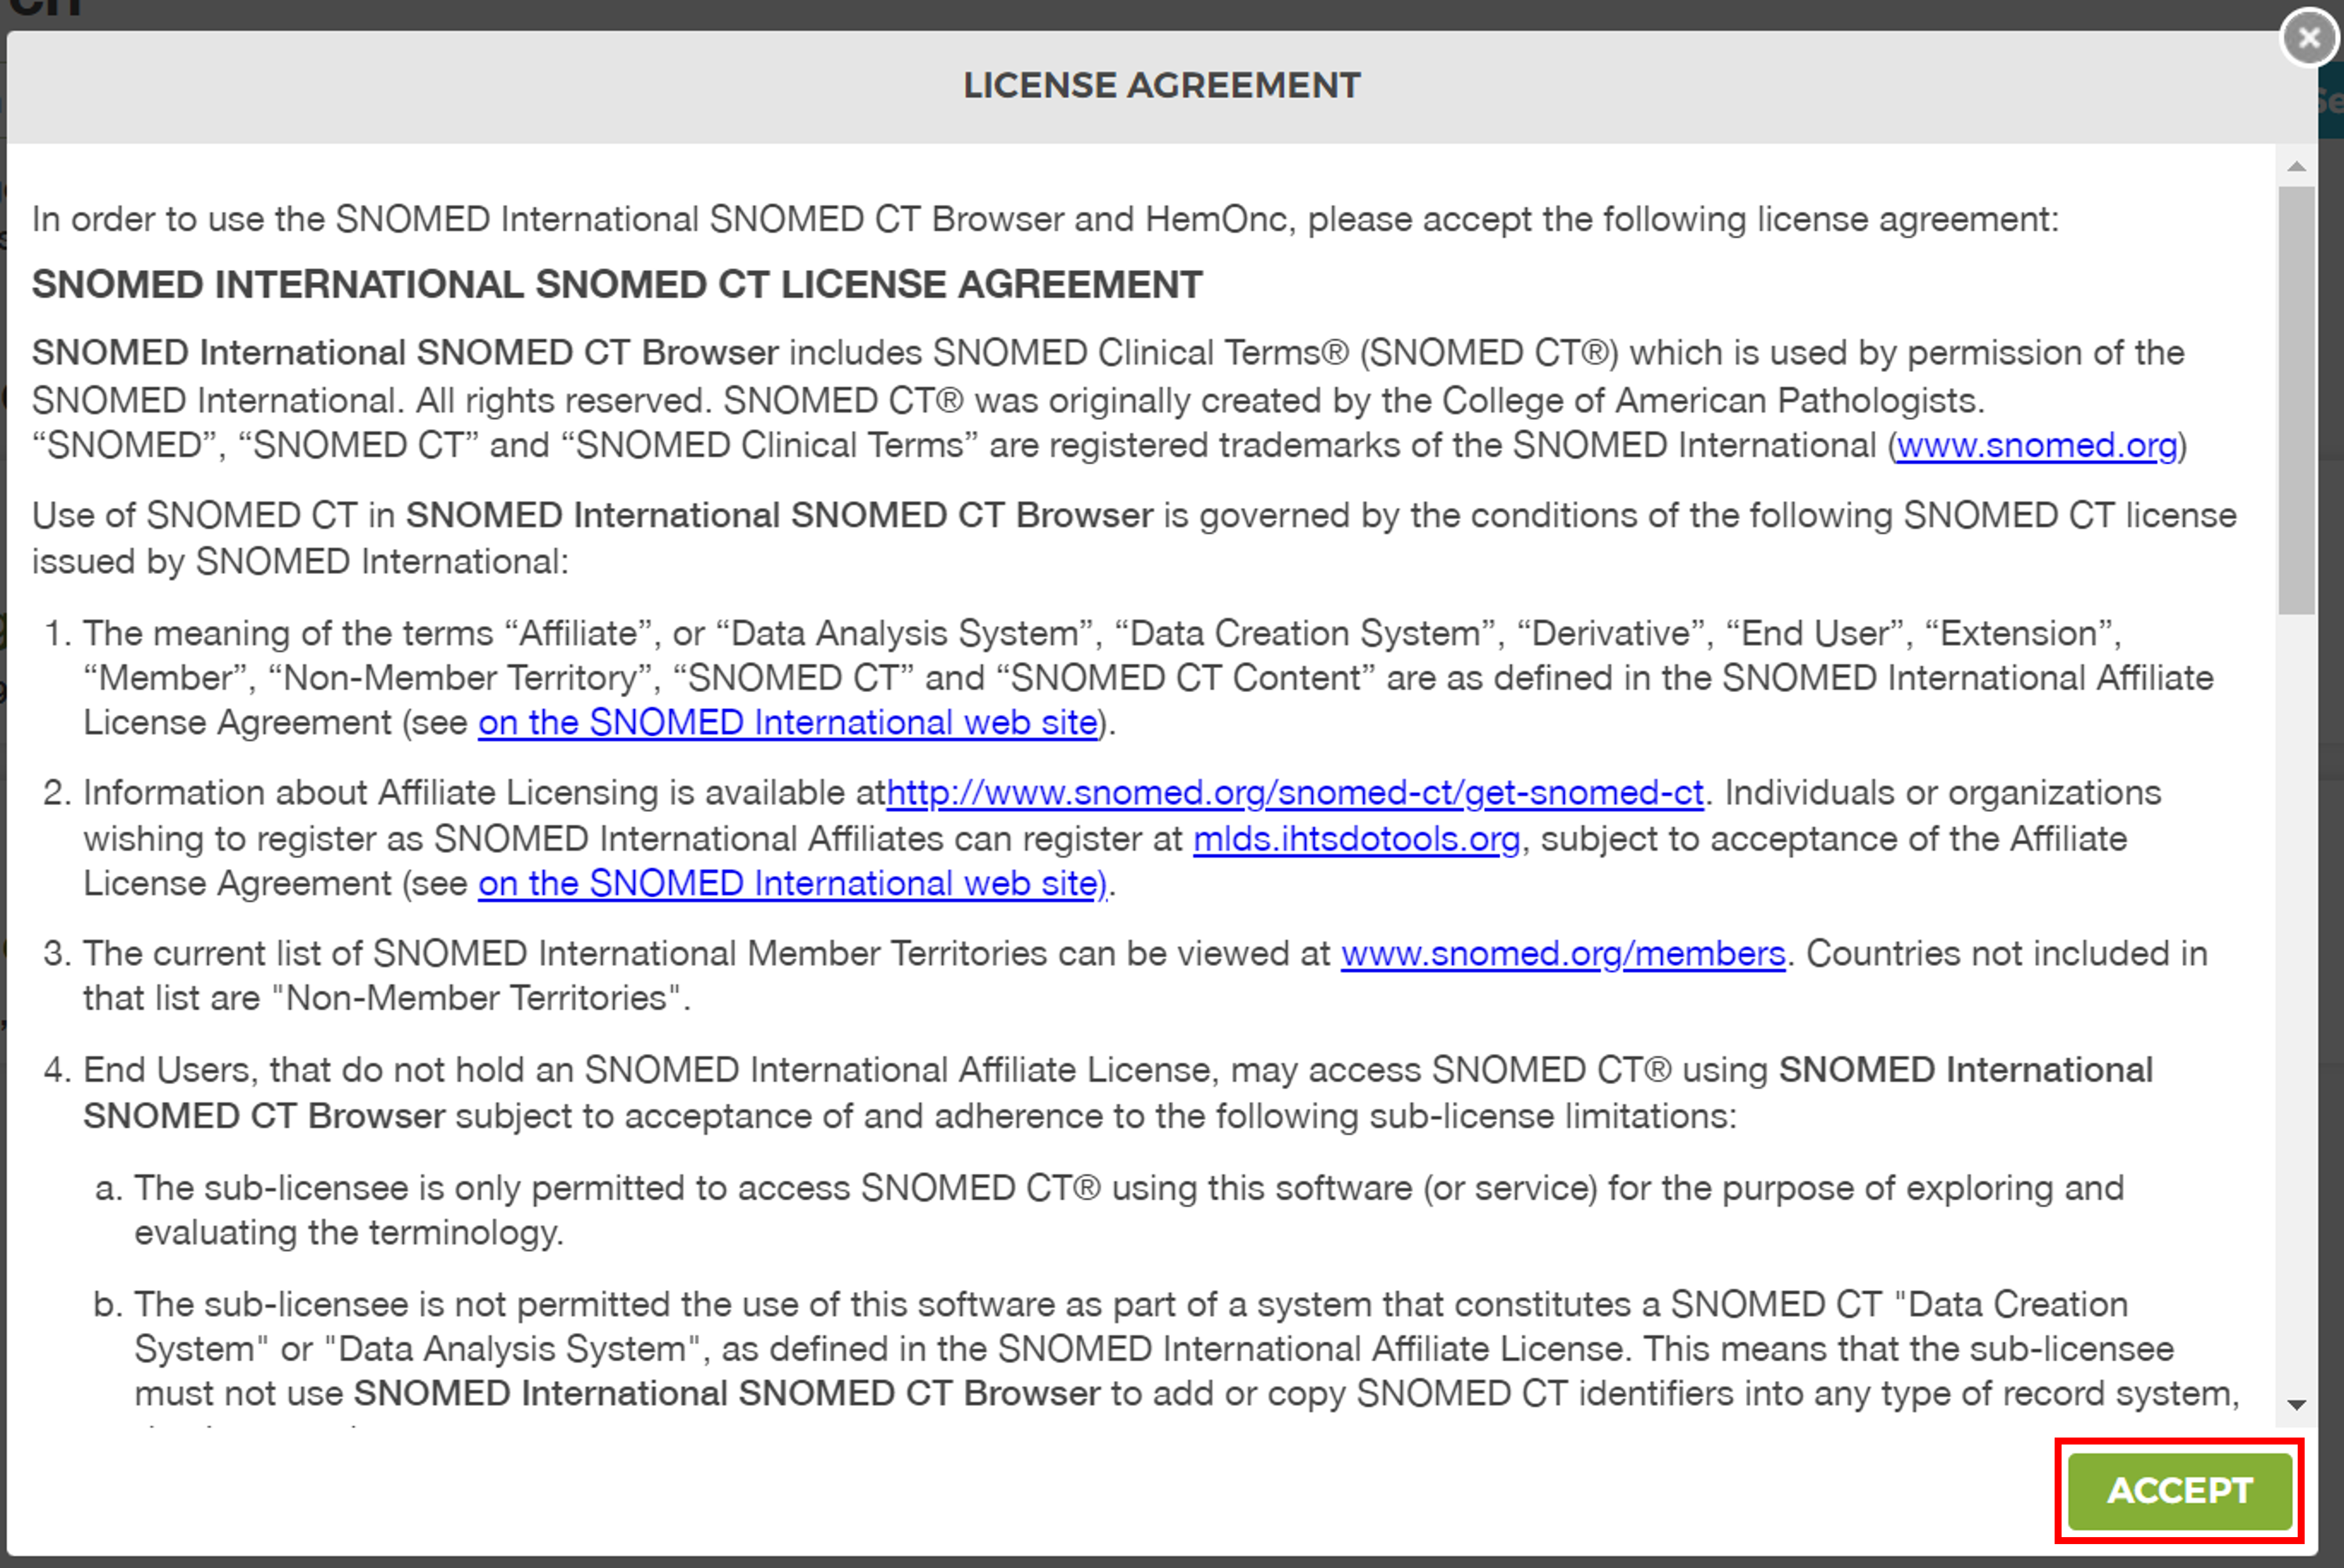 LICENSE AGREEMENT
In order to use the SNOMED International SNOMED CT Browser and HemOnc, please accept the following license agreement:
SNOMED INTERNATIONAL SNOMED CT LICENSE AGREEMENT
SNOMED International SNOMED CT Browser includes SNOMED Clinical Terms® (SNOMED CT®) which is used by permission of the
SNOMED International. All rights reserved. SNOMED CT® was originally created by the College of American Pathologists.
“SNOMED”, “SNOMED CT” and “SNOMED Clinical Terms” are registered trademarks of the SNOMED International (www.snomed.org)
Use of SNOMED CT in SNOMED International SNOMED CT Browser is governed by the conditions of the following SNOMED CT license
issued by SNOMED International:
1. The meaning of the terms “Affiliate”, or “Data Analysis System”, “Data Creation System”, “Derivative”, “End User”, “Extension”,
“Member”, “Non-Member Territory”, “SNOMED CT” and “SNOMED CT Content” are as defined in the SNOMED International Affiliate
License Agreement (see on the SNOMED International web site).
2. Information about Affiliate Licensing is available athttp://www.snomed.org/snomed-ct/get-snomed-ct. Individuals or organizations
wishing to register as SNOMED International Affiliates can register at mlds.ihtsdotools.org, subject to acceptance of the Affiliate
License Agreement (see on the SNOMED International web site).
3. The current list of SNOMED International Member Territories can be viewed at www.snomed.org/members. Countries not included in
that list are "Non-Member Territories".
4. End Users, that do not hold an SNOMED International Affiliate License, may access SNOMED CT® using SNOMED International
SNOMED CT Browser subject to acceptance of and adherence to the following sub-license limitations:
a. The sub-licensee is only permitted to access SNOMED CT® using this software (or service) for the purpose of exploring and
evaluating the terminology.
b. The sub-licensee is not permitted the use of this software as part of a system that constitutes a SNOMED CT "Data Creation
System" or "Data Analysis System", as defined in the SNOMED International Affiliate License. This means that the sub-licensee
must not use SNOMED International SNOMED CT Browser to add or copy SNOMED CT identifiers into any type of record system,
ACCEPT